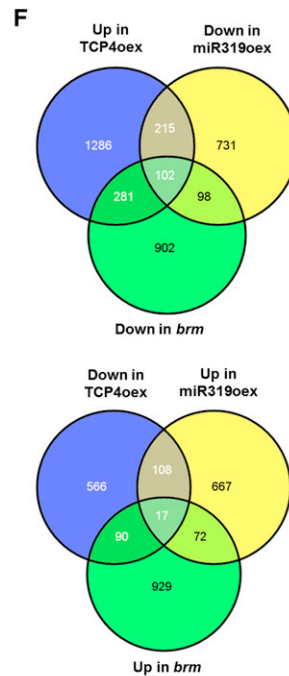 F
Up in Down in
TCP4oex miR319oex
215
1286 731
102
281 98
902
Down in brm
Down in Up in
TCP4oex miR319oex
108
566 667
17
90 72
929
Up in brm